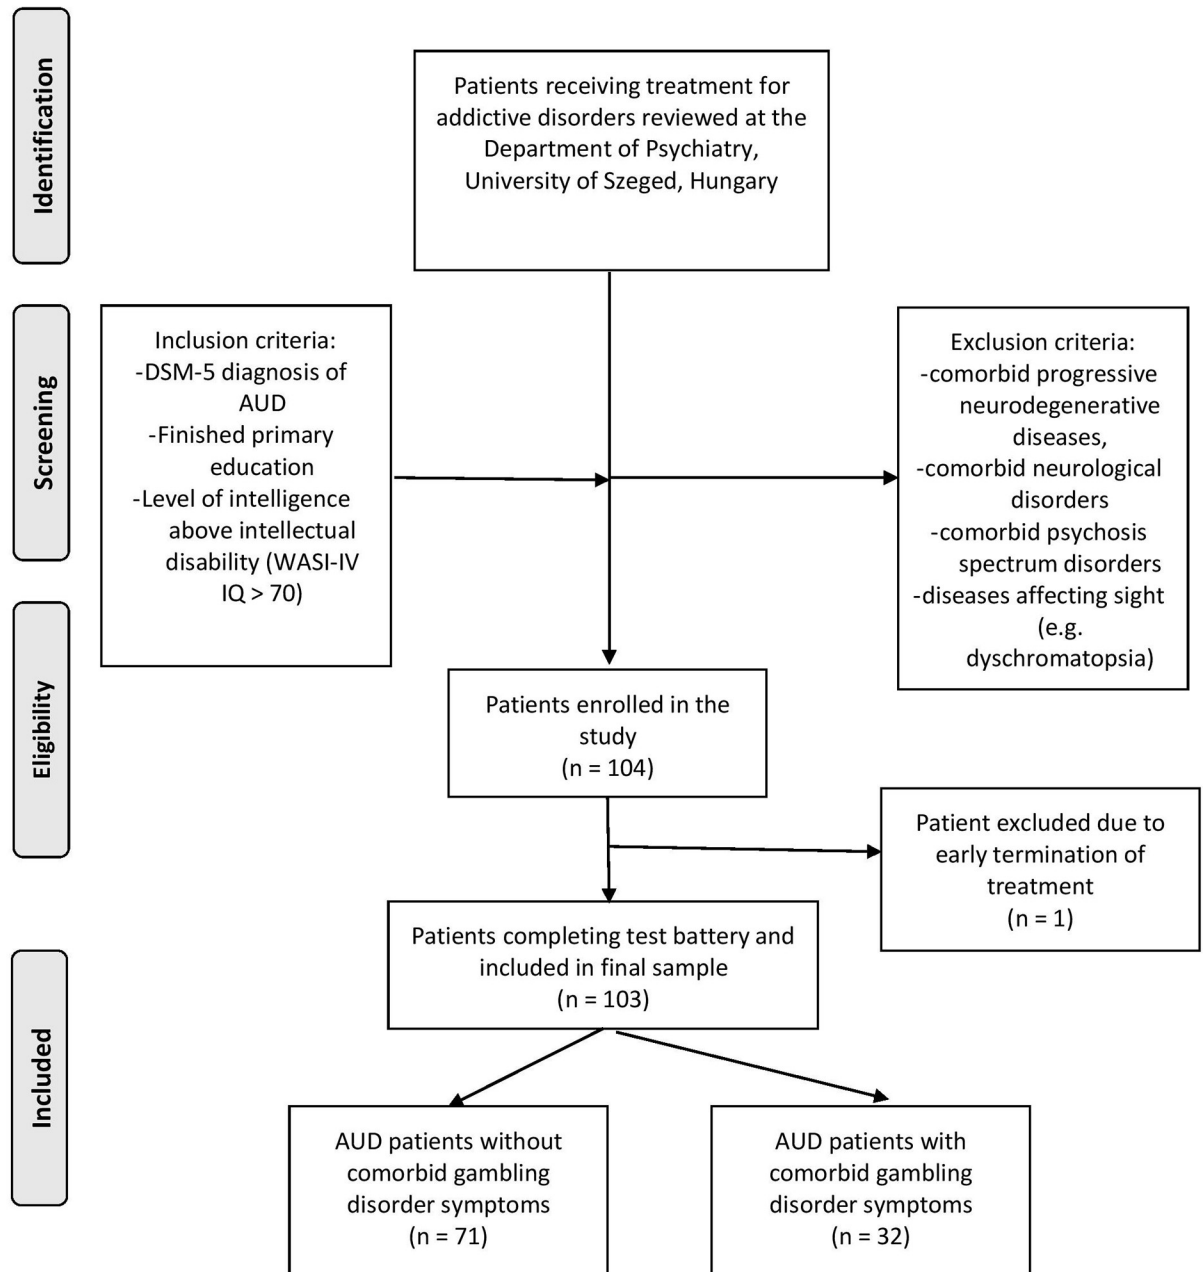 Identification
Patients receiving treatment for
addictive disorders reviewed at the
Department of Psychiatry,
University of Szeged, Hungary
Screening
Inclusion criteria:
-DSM-5 diagnosis of
AUD
-Finished primary
education
-Level of intelligence
above intellectual
disability (WASI-IV
IQ > 70)
Exclusion criteria:
-comorbid progressive
neurodegenerative
diseases,
-comorbid neurological
disorders
-comorbid psychosis
spectrum disorders
-diseases affecting sight
(e.g.
dyschromatopsia)
Eligibility
Patients enrolled in the
study
(n = 104)
Patient excluded due to
early termination of
treatment
(n = 1)
Included
Patients completing test battery and
included in final sample
(n = 103)
AUD patients without
comorbid gambling
disorder symptoms
(n = 71)
AUD patients with
comorbid gambling
disorder symptoms
(n = 32)